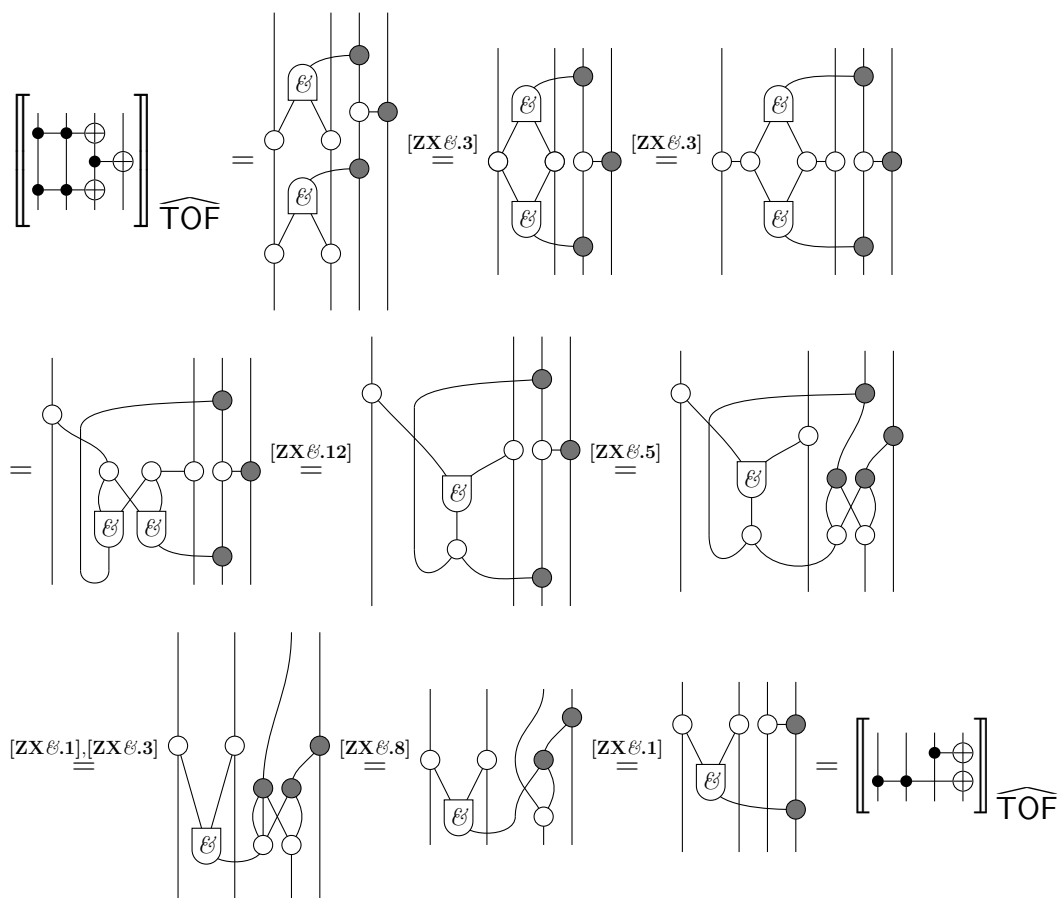 & [ZX&.3] = & [ZX&.3] = &
⟦ ⟧ TOF = & & &
= & & [ZX&.12] = & [ZX&.5] = &
[ZX&.1],[ZX&.3] = & [ZX&.8] = & [ZX&.1] = & = ⟦ ⟧ TOF